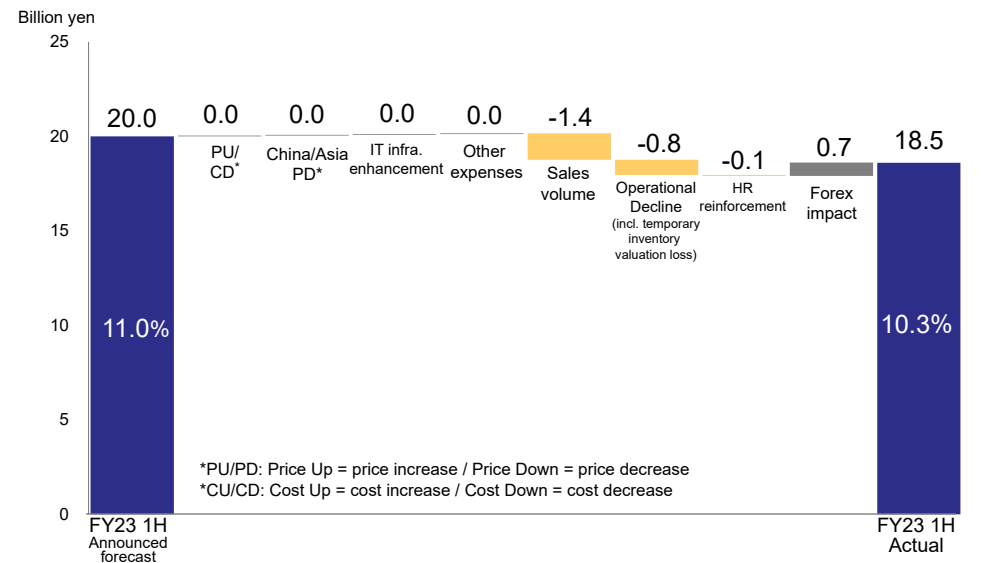 Billion yen
25
20
15
10
5
0
20.0
0.0
0.0
0.0
0.0
-1.4
-0.8
-0.1
0.7
18.5
PU/
CD*
China/Asia
PD*
IT infra.
enhancement
Other
expenses
Sales
volume
Operational
Decline
(incl. temporary
inventory
valuation loss)
HR
reinforcement
Forex
impact
11.0%
10.3%
*PU/PD: Price Up = price increase / Price Down = price decrease
*CU/CD: Cost Up = cost increase / Cost Down = cost decrease
FY23 1H
Announced
forecast
FY23 1H
Actual